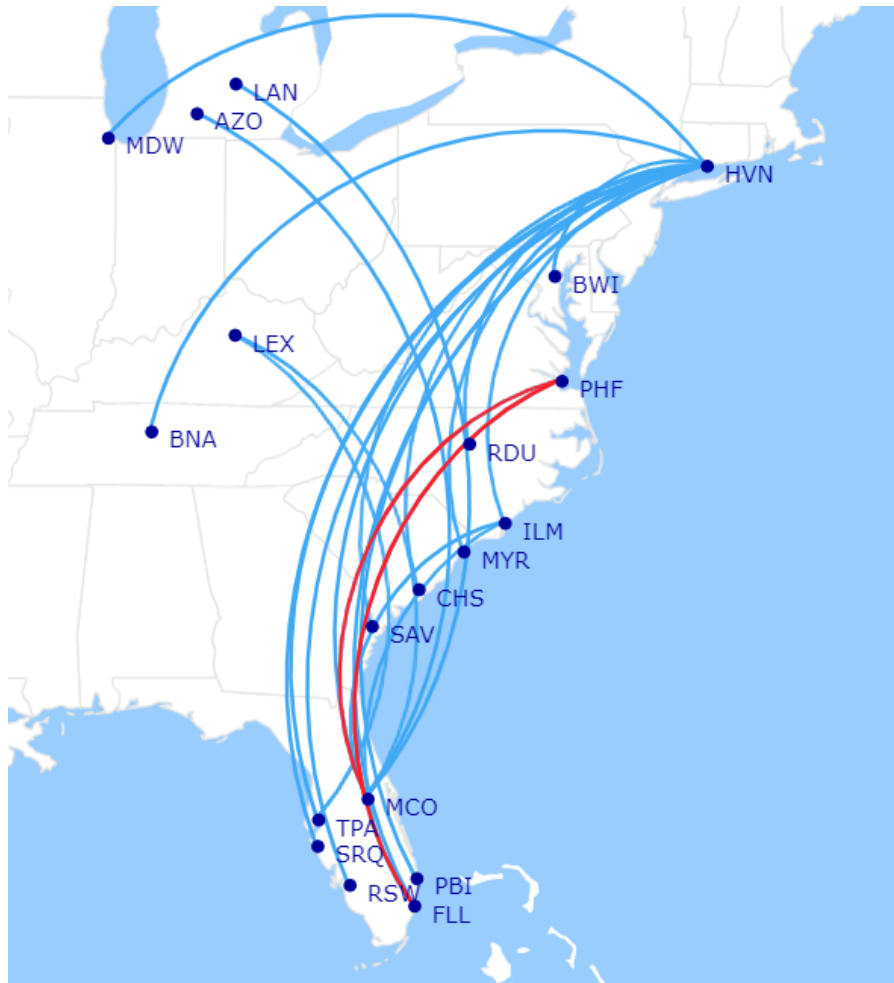 LAN
AZO
MDW
HVN
BWI
LEX
PHF
BNA
RDU
ILM
MYR
CHS
SAV
MCO
TPA
SRQ
RSW
PBI
FLL